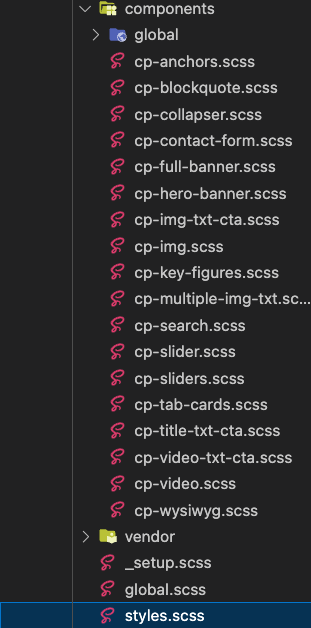 components
global
cp-anchors.scss
cp-blockquote.scss
cp-collapser.scss
cp-contact-form.scss
cp-full-banner.scss
cp-hero-banner.scss
cp-img-txt-cta.scss
cp-img.scss
cp-key-figures.scss
cp-multiple-img-txt.sc...
cp-search.scss
cp-slider.scss
cp-sliders.scss
cp-tab-cards.scss
cp-title-txt-cta.scss
cp-video-txt-cta.scss
cp-video.scss
cp-wysiwyg.scss
vendor
_setup.scss
global.scss
styles.scss